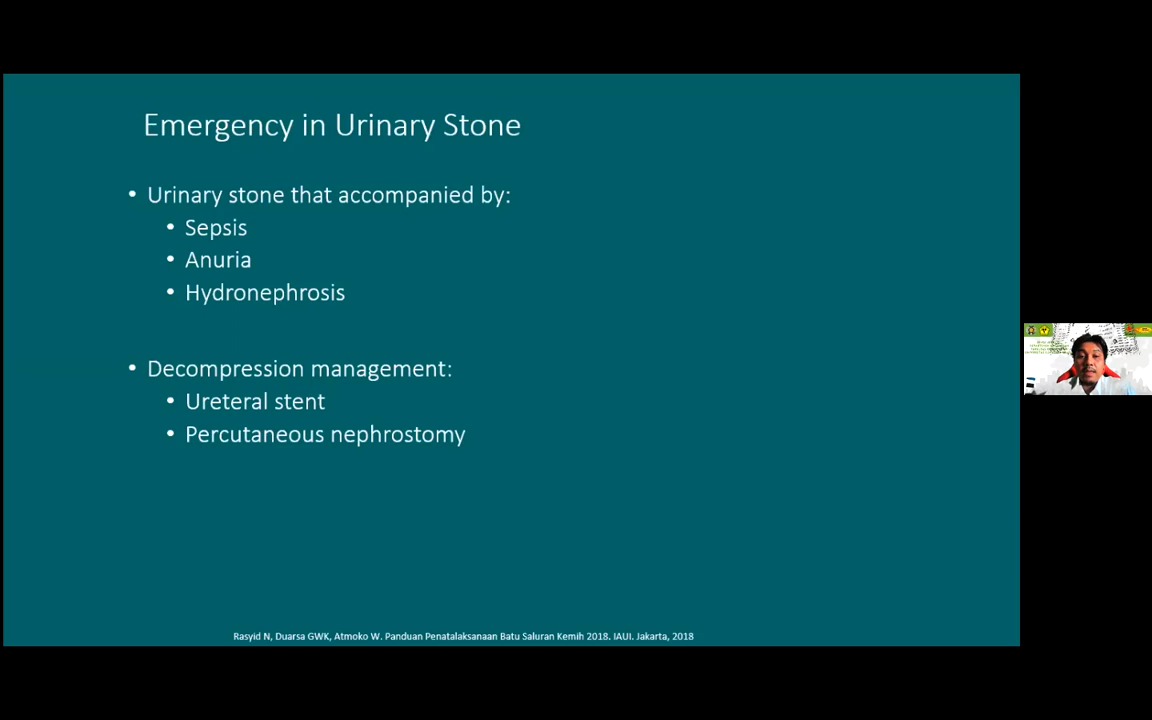 Emergency in Urinary Stone
• Urinary stone that accompanied by:
• Sepsis
• Anuria
• Hydronephrosis
• Decompression management:
• Ureteral stent
• Percutaneous nephrostomy
Rasyid N, Duarsa GWK, Atmoko W. Panduan Penatalaksanaan Batu Saluran Kemih 2018. IAUI. Jakarta, 2018